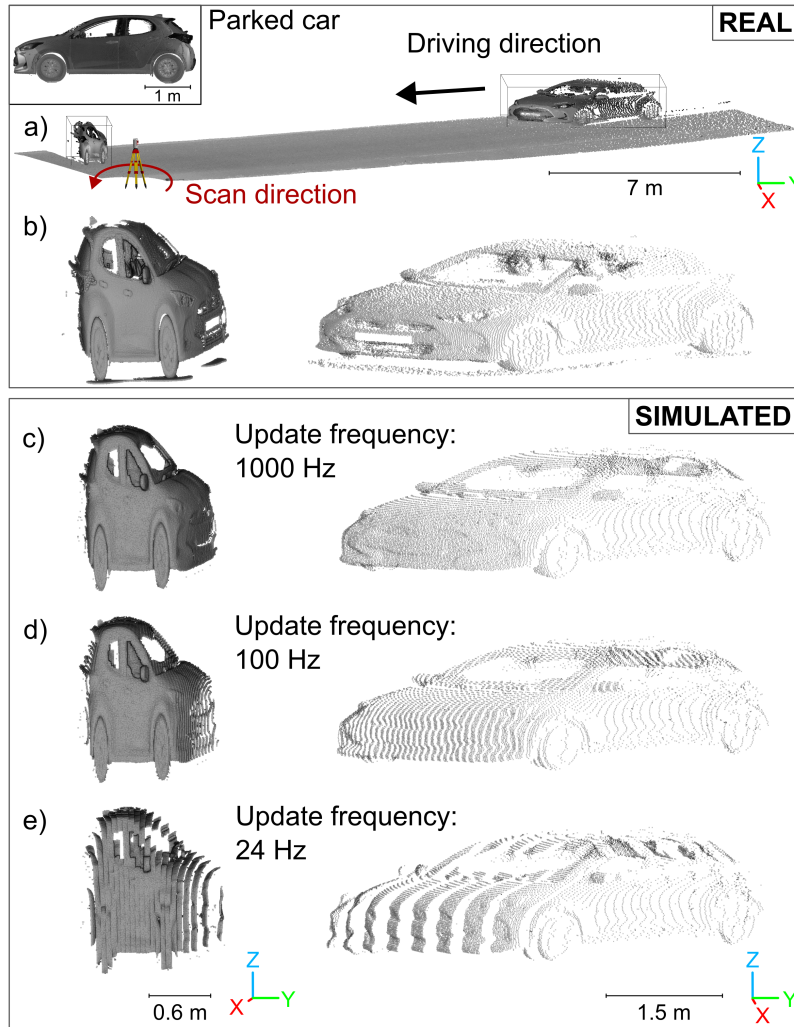 Parked car
REAL
1 m
Driving direction
a)
Scan direction
7 m
Z
Y
X
b)
SIMULATED
c)
Update frequency:
1000 Hz
d)
Update frequency:
100 Hz
e)
Update frequency:
24 Hz
0.6 m
Z
Y
X
1.5 m
Z
Y
X